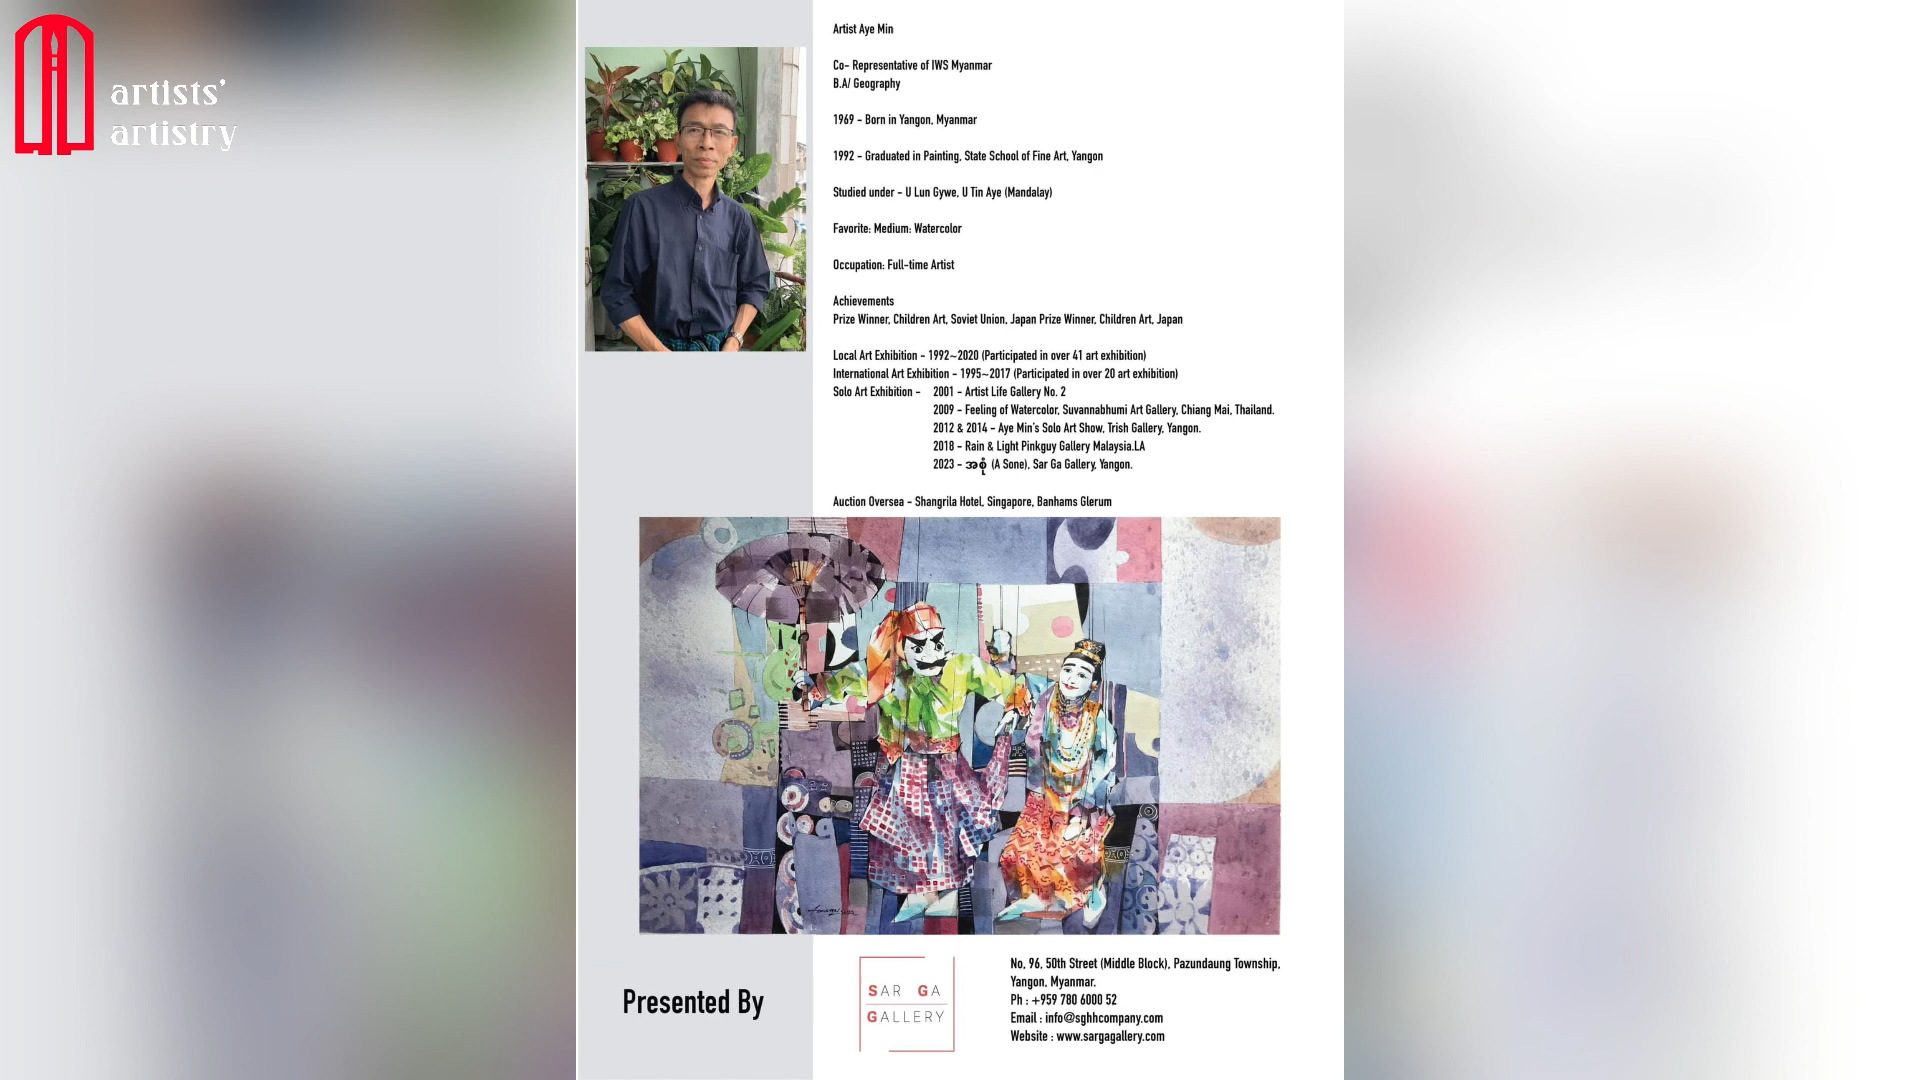 artists'
artistry
Artist Aye Min
Co- Representative of IWS Myanmar
B.A/ Geography
1969 - Born in Yangon, Myanmar
1992 - Graduated in Painting, State School of Fine Art, Yangon
Studied under - U Lun Gywe, U Tin Aye (Mandalay)
Favorite: Medium: Watercolor
Occupation: Full-time Artist
Achievements
Prize Winner, Children Art, Soviet Union, Japan Prize Winner, Children Art, Japan
Local Art Exhibition - 1992~2020 (Participated in over 41 art exhibition)
International Art Exhibition - 1995~2017 (Participated in over 20 art exhibition)
Solo Art Exhibition - 2001 - Artist Life Gallery No. 2
2009 - Feeling of Watercolor, Suvannabhumi Art Gallery, Chiang Mai, Thailand.
2012 & 2014 - Aye Min's Solo Art Show, Trish Gallery, Yangon.
2018 - Rain & Light Pinkguy Gallery Malaysia.LA
2023 - အစုံ (A Sone), Sar Ga Gallery, Yangon.
Auction Oversea - Shangrila Hotel, Singapore, Banhams Glerum
Presented By
SAR GA
GALLERY
No, 96, 50th Street (Middle Block), Pazundaung Township,
Yangon, Myanmar.
Ph : +959 780 6000 52
Email : info@sghhcompany.com
Website : www.sargagallery.com